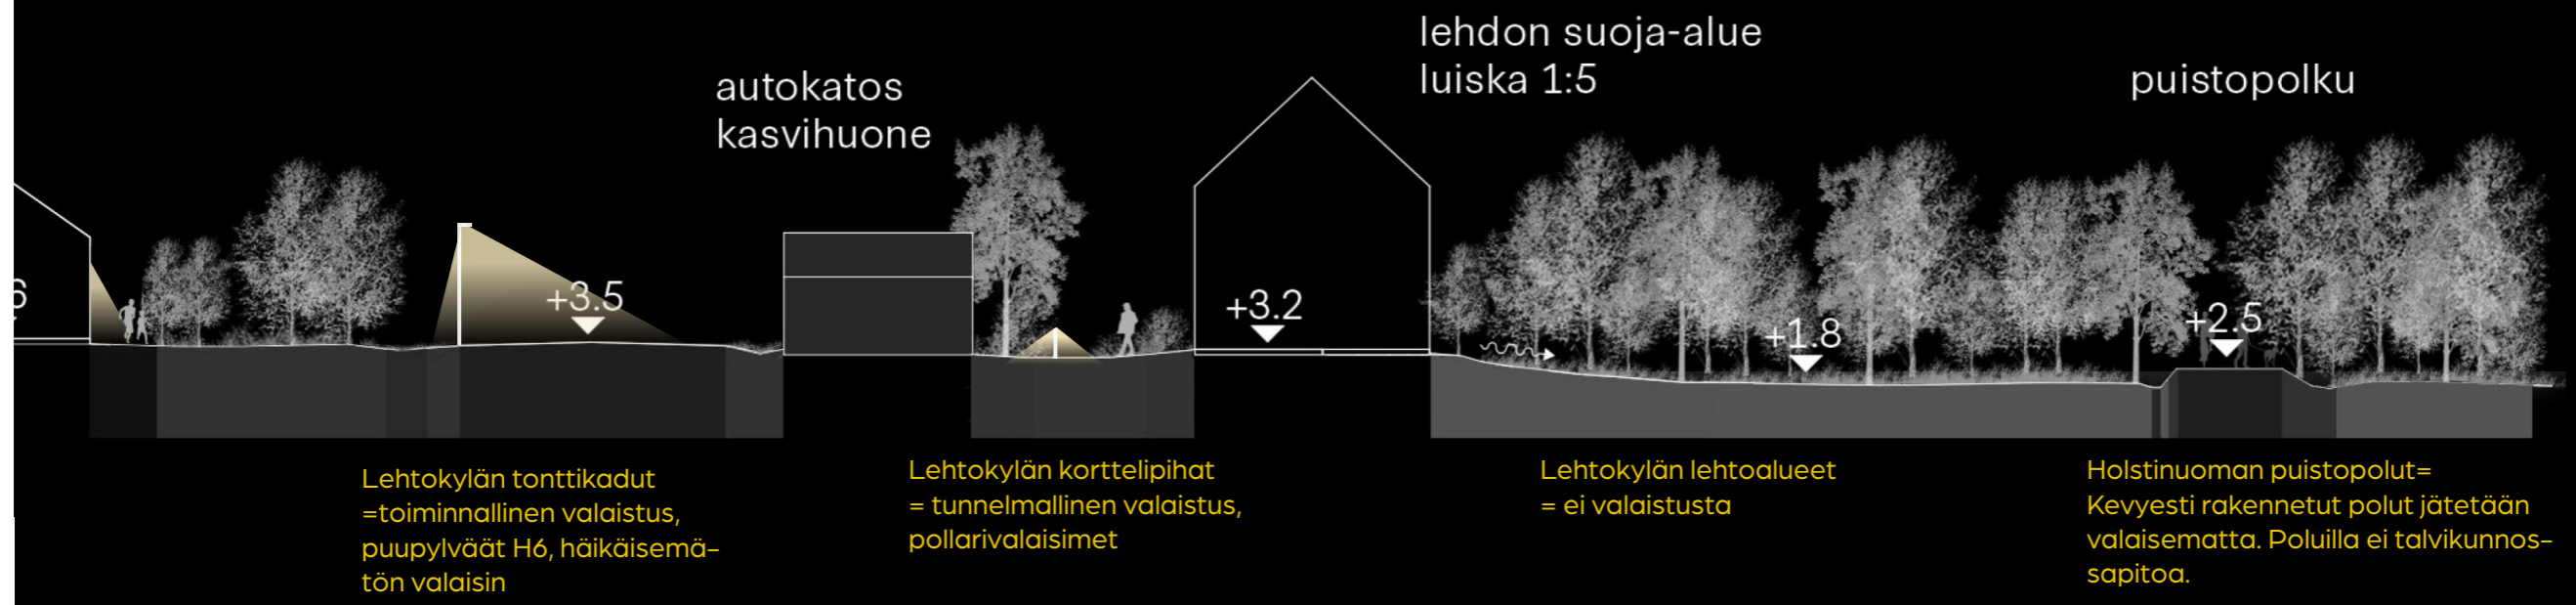 autokatos
kasvihuone
lehdon suoja-alue
luiska 1:5
puistopolku
6
+3.5
+3.2
+1.8
+2.5
Lehtokylän tonttikadut
=toiminnallinen valaistus,
puupylväät H6, häikäisemä-
tön valaisin
Lehtokylän korttelipihat
= tunnelmallinen valaistus,
pollarivalaisimet
Lehtokylän lehtoalueet
= ei valaistusta
Holstinuoman puistopolut=
Kevyesti rakennetut polut jätetään
valaisematta. Poluilla ei talvikunnos-
sapitoa.